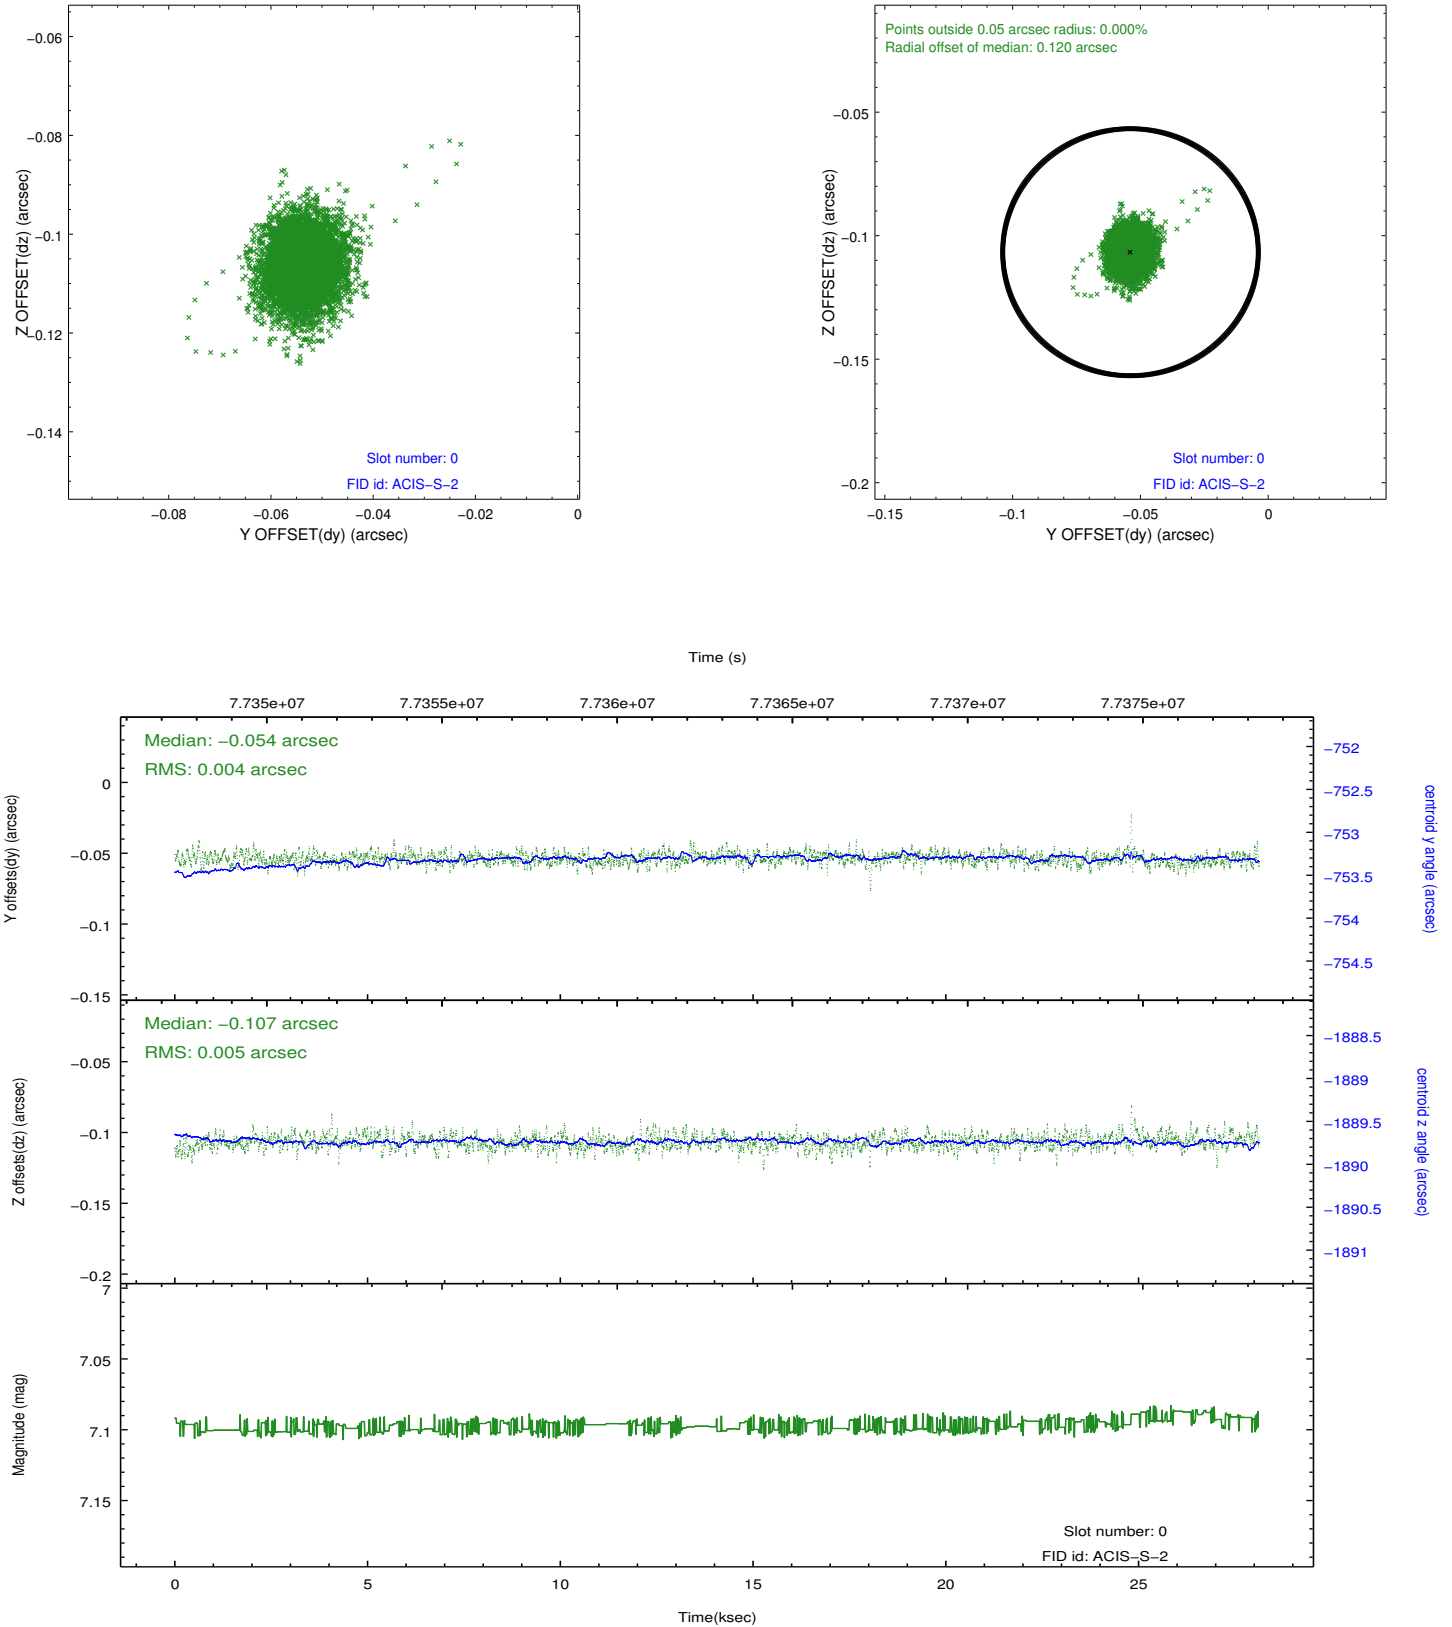 −0.06
−0.08
−0.1
−0.12
−0.14
Z OFFSET(dz) (arcsec)
Slot number: 0
FID id: ACIS−S−2
−0.08
−0.06
−0.04
−0.02
0
Y OFFSET(dy) (arcsec)
Points outside 0.05 arcsec radius: 0.000%
Radial offset of median: 0.120 arcsec
−0.05
−0.1
−0.15
−0.2
Z OFFSET(dz) (arcsec)
Slot number: 0
FID id: ACIS−S−2
−0.15
−0.1
−0.05
0
Y OFFSET(dy) (arcsec)
Time (s)
7.735e+07
7.7355e+07
7.736e+07
7.7365e+07
7.737e+07
7.7375e+07
Median: −0.054 arcsec
RMS: 0.004 arcsec
0
−0.05
−0.1
−0.15
Y offsets(dy) (arcsec)
−752
−752.5
−753
−753.5
−754
−754.5
centroid y angle (arcsec)
Median: −0.107 arcsec
RMS: 0.005 arcsec
−0.05
−0.1
−0.15
−0.2
Z offsets(dz) (arcsec)
−1888.5
−1889
−1889.5
−1890
−1890.5
−1891
centroid z angle (arcsec)
7
7.05
7.1
7.15
Magnitude (mag)
Slot number: 0
FID id: ACIS−S−2
0
5
10
15
20
25
Time(ksec)